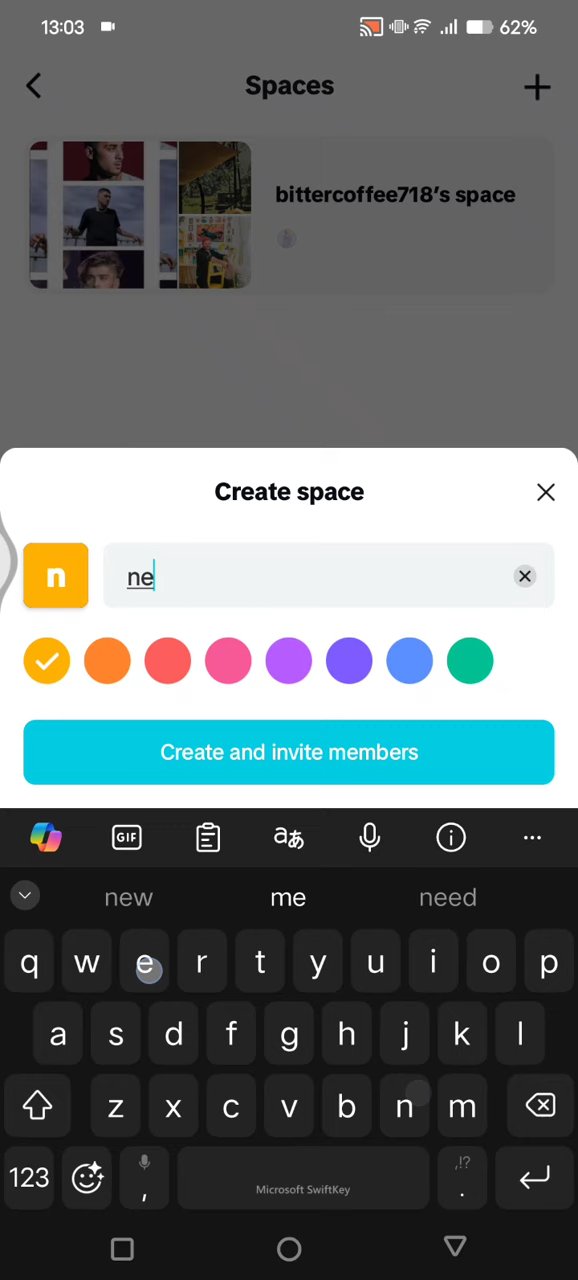 13:03
62%
Spaces
bittercoffee718's space
Create space
n
ne
Create and invite members
GIF
aあ
new me need
q w e r t y u i o p
a s d f g h j k l
z x c v b n m
123 , Microsoft SwiftKey ,!? .